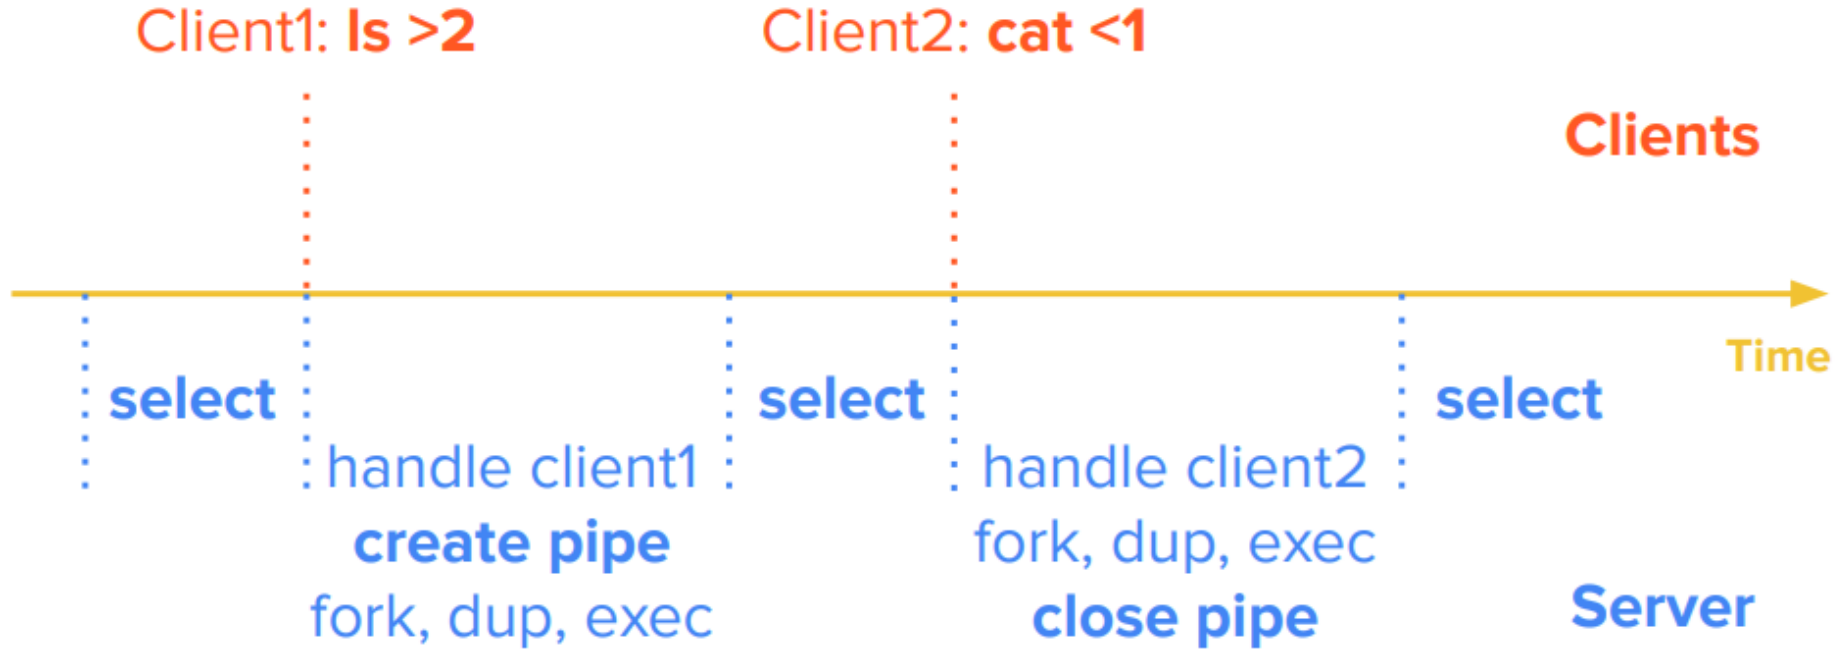 Client1: ls >2
Client2: cat <1
Clients
Time
select
select
select
handle client1
create pipe
fork, dup, exec
handle client2
fork, dup, exec
close pipe
Server